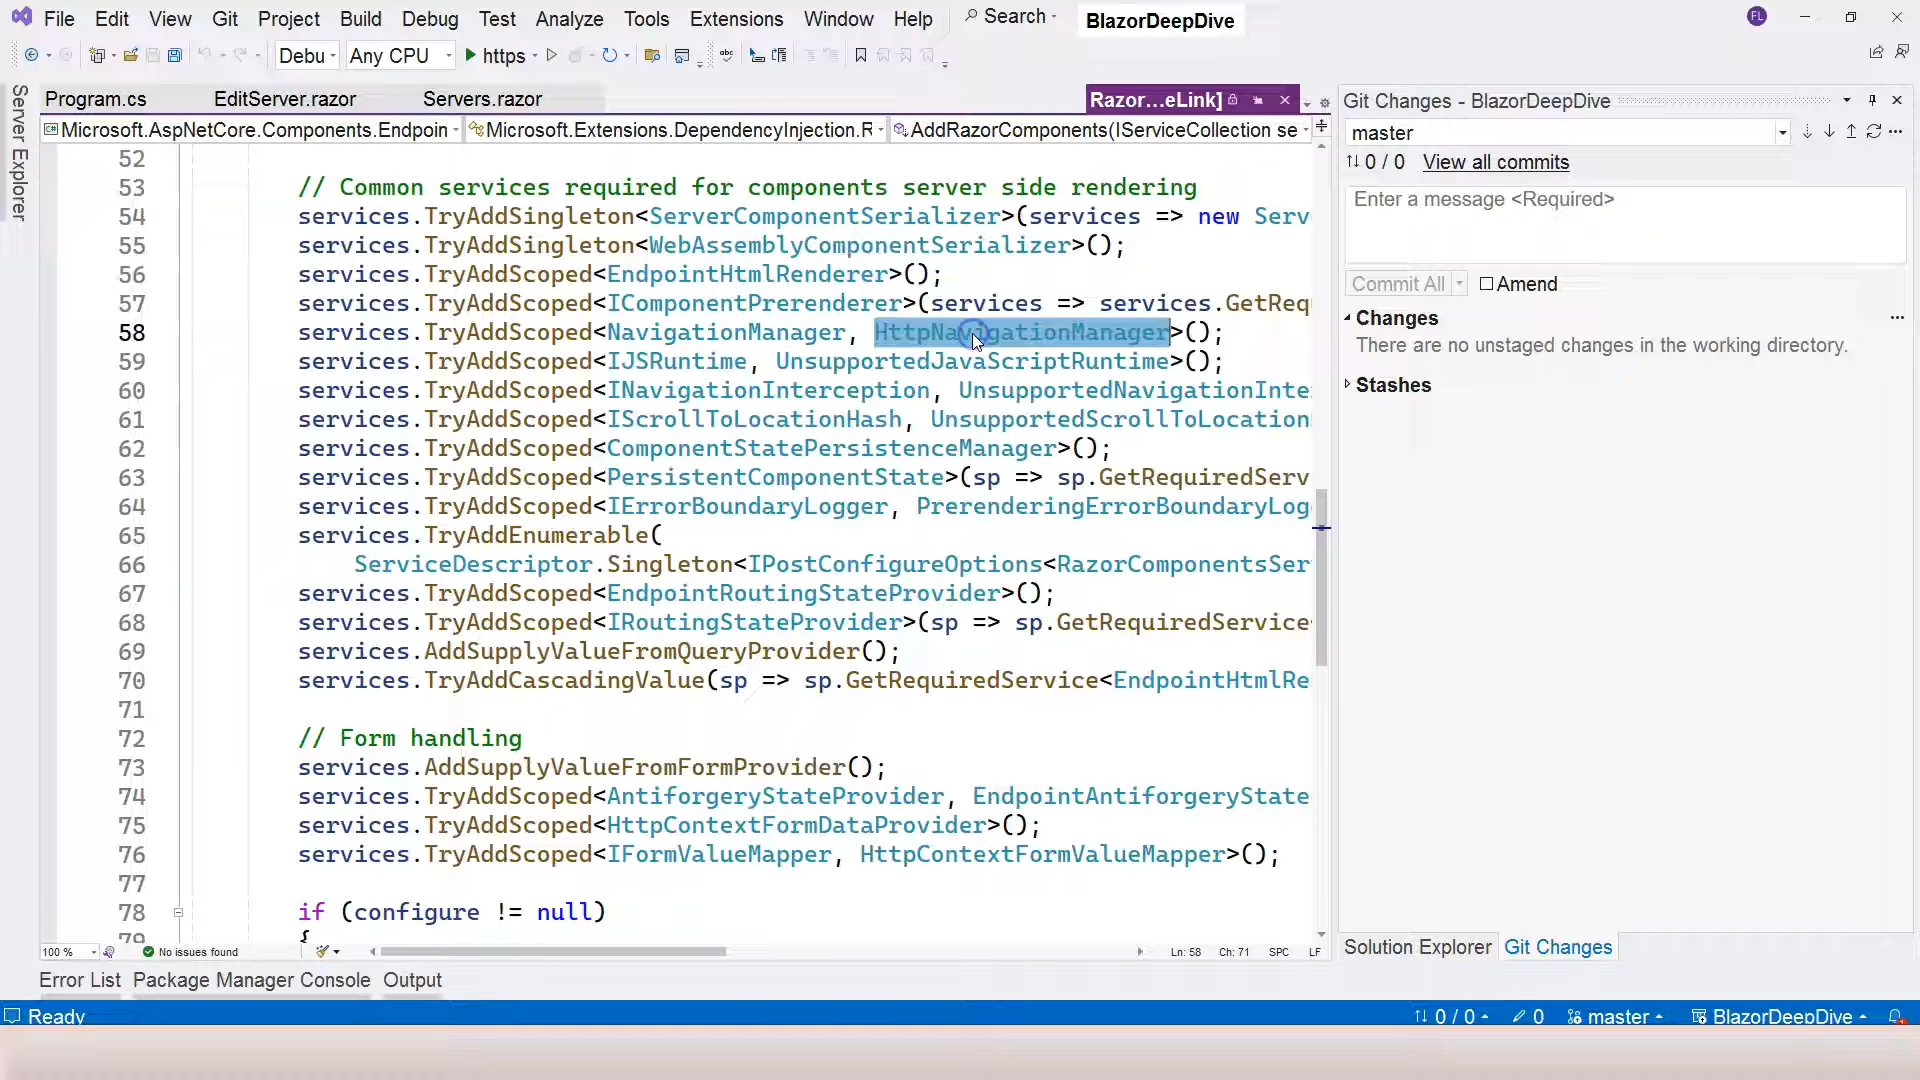 File Edit View Git Project Build Debug Test Analyze Tools Extensions Window Help Search BlazorDeepDive FL
Debu Any CPU https
Server Explorer
Program.cs EditServer.razor Servers.razor Razor...eLink]
Microsoft.AspNetCore.Components.Endpoin Microsoft.Extensions.DependencyInjection.R AddRazorComponents(IServiceCollection se
52
53 // Common services required for components server side rendering
54 services.TryAddSingleton<ServerComponentSerializer>(services => new Serv
55 services.TryAddSingleton<WebAssemblyComponentSerializer>();
56 services.TryAddScoped<EndpointHtmlRenderer>();
57 services.TryAddScoped<IComponentPrerenderer>(services => services.GetRequ
58 services.TryAddScoped<NavigationManager, HttpNavigationManager>();
59 services.TryAddScoped<IJSRuntime, UnsupportedJavaScriptRuntime>();
60 services.TryAddScoped<INavigationInterception, UnsupportedNavigationInte
61 services.TryAddScoped<IScrollToLocationHash, UnsupportedScrollToLocation
62 services.TryAddScoped<ComponentStatePersistenceManager>();
63 services.TryAddScoped<PersistentComponentState>(sp => sp.GetRequiredServ
64 services.TryAddScoped<IErrorBoundaryLogger, PrerenderingErrorBoundaryLog
65 services.TryAddEnumerable(
66 ServiceDescriptor.Singleton<IPostConfigureOptions<RazorComponentsSer
67 services.TryAddScoped<EndpointRoutingStateProvider>();
68 services.TryAddScoped<IRoutingStateProvider>(sp => sp.GetRequiredService<
69 services.AddSupplyValueFromQueryProvider();
70 services.TryAddCascadingValue(sp => sp.GetRequiredService<EndpointHtmlRe
71
72 // Form handling
73 services.AddSupplyValueFromFormProvider();
74 services.TryAddScoped<AntiforgeryStateProvider, EndpointAntiforgeryState
75 services.TryAddScoped<HttpContextFormDataProvider>();
76 services.TryAddScoped<IFormValueMapper, HttpContextFormValueMapper>();
77
78 if (configure != null)
79 {
100 % No issues found Ln: 58 Ch: 71 SPC LF
Git Changes - BlazorDeepDive
master
0 / 0 View all commits
Enter a message <Required>
Commit All Amend
Changes
There are no unstaged changes in the working directory.
Stashes
Solution Explorer Git Changes
Error List Package Manager Console Output
Ready 0 / 0 0 master BlazorDeepDive 1